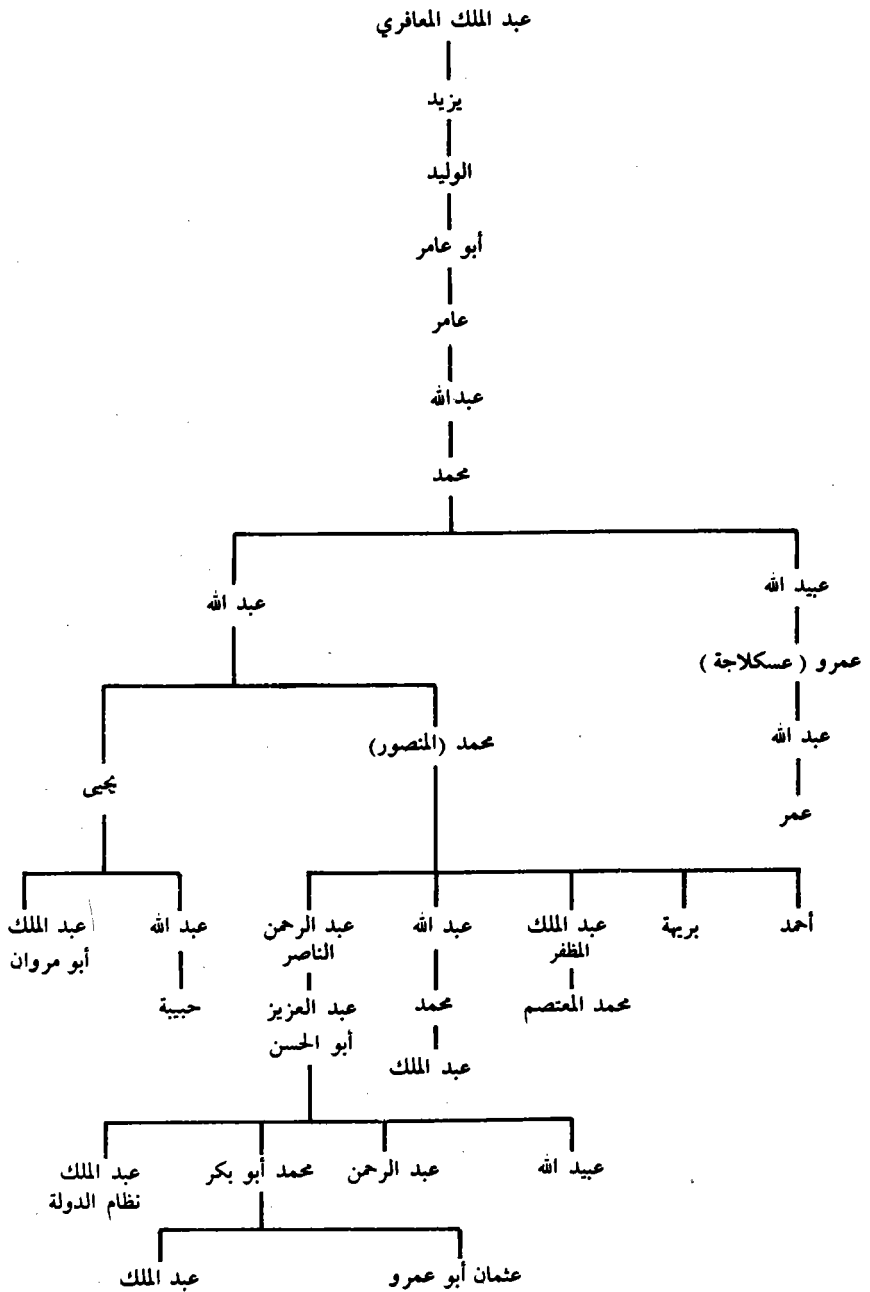 عبد الملك المعافري
يزيد
الوليد
أبو عامر
عامر
عبدالله
محمد
عبيد الله
عبد الله
عمرو (عسكلاجة)
عبد الله
محمد (المنصور)
يحيى
عمر
أحمد
بريهة
عبد الملك
المظفر
عبد الله
عبد الرحمن
الناصر
عبد الله
عبد الملك
أبو مروان
محمد المعتصم
محمد
عبد العزيز
أبو الحسن
حبيبة
عبد الملك
عبيد الله
عبد الرحمن
محمد أبو بكر
عبد الملك
نظام الدولة
عثمان أبو عمرو
عبد الملك